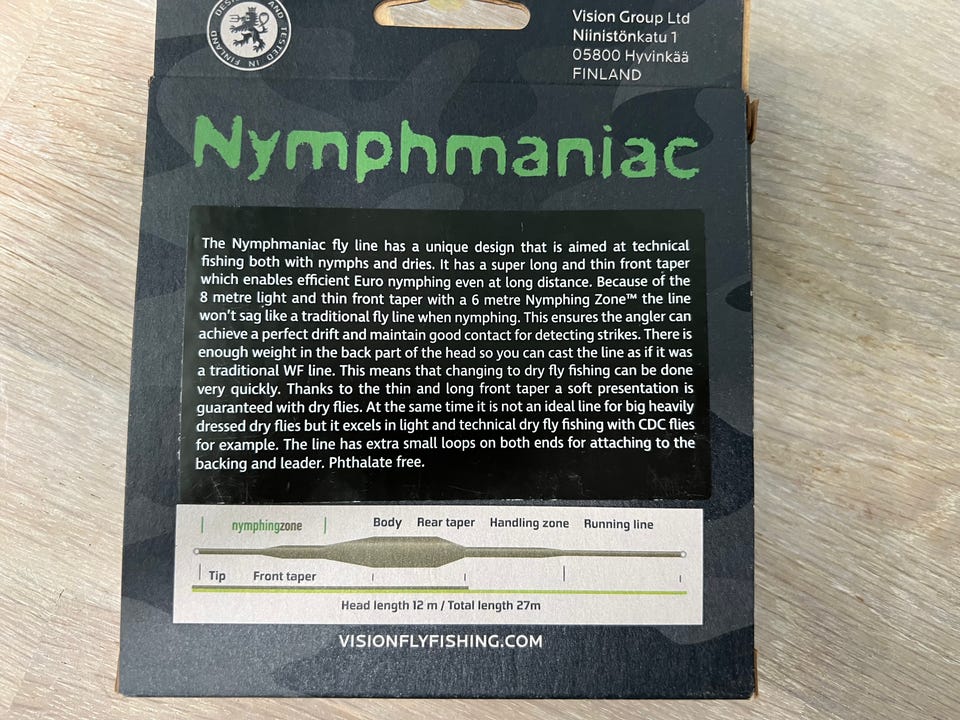 DESIGNED AND TESTED IN FINLAND
Vision Group Ltd
Niinistönkatu 1
05800 Hyvinkää
FINLAND
Nymphmaniac
The Nymphmaniac fly line has a unique design that is aimed at technical
fishing both with nymphs and dries. It has a super long and thin front taper
which enables efficient Euro nymphing even at long distance. Because of the
8 metre light and thin front taper with a 6 metre Nymphing Zone™ the line
won't sag like a traditional fly line when nymphing. This ensures the angler can
achieve a perfect drift and maintain good contact for detecting strikes. There is
enough weight in the back part of the head so you can cast the line as if it was
a traditional WF line. This means that changing to dry fly fishing can be done
very quickly. Thanks to the thin and long front taper a soft presentation is
guaranteed with dry flies. At the same time it is not an ideal line for big heavily
dressed dry flies but it excels in light and technical dry fly fishing with CDC flies
for example. The line has extra small loops on both ends for attaching to the
backing and leader. Phthalate free.
nymphingzone Body Rear taper Handling zone Running line
Tip Front taper
Head length 12 m / Total length 27m
VISIONFLYFISHING.COM